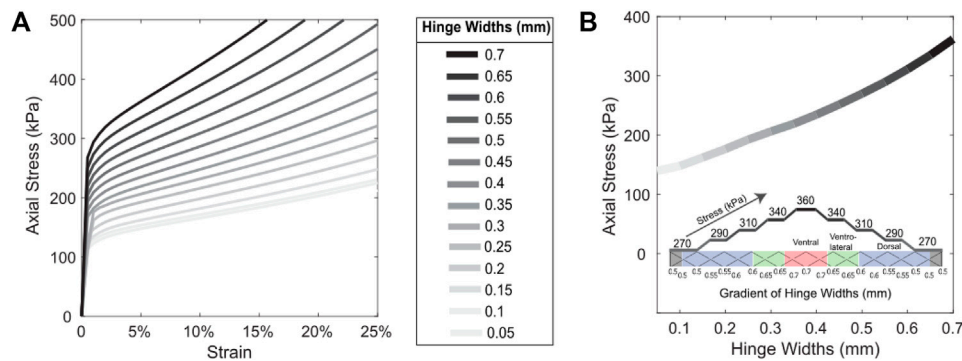 A
500
400
300
200
100
0
Axial Stress (kPa)
0
5%
10%
15%
20%
25%
Strain
Hinge Widths (mm)
0.7
0.65
0.6
0.55
0.5
0.45
0.4
0.35
0.3
0.25
0.2
0.15
0.1
0.05
B
400
300
200
100
0
Axial Stress (kPa)
Stress (kPa)
270 290 310 340 360 340 310 290 270
Ventral
Ventro-
lateral
Dorsal
0.5 0.5 0.5 0.55 0.55 0.6 0.6 0.65 0.65 0.7 0.7 0.7 0.65 0.65 0.6 0.6 0.55 0.55 0.5 0.5 0.5
Gradient of Hinge Widths (mm)
0.1
0.2
0.3
0.4
0.5
0.6
0.7
Hinge Widths (mm)